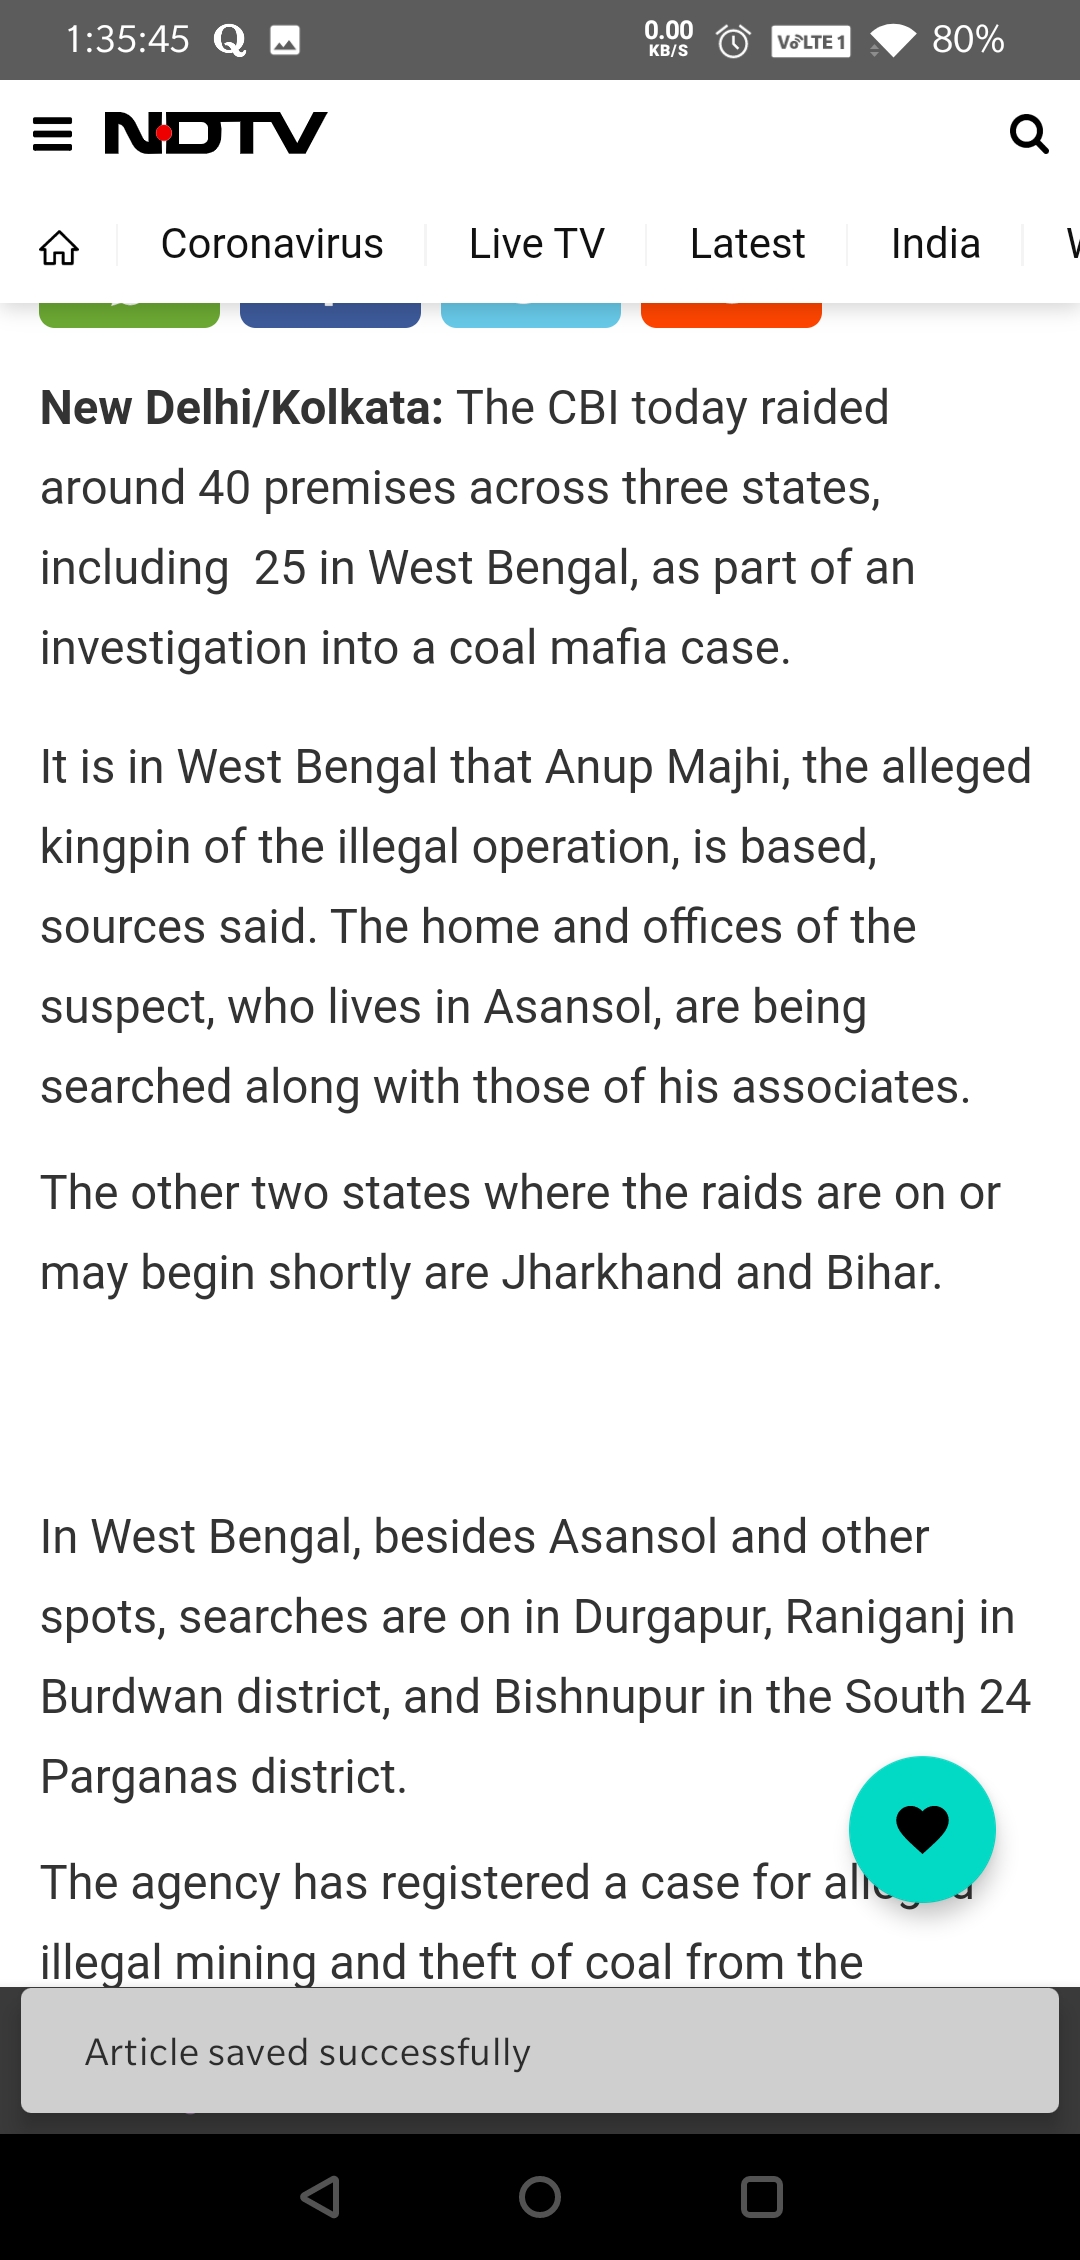 1:35:45
0.00
KB/S
VoLTE 1
80%
NDTV
Coronavirus
Live TV
Latest
India
New Delhi/Kolkata: The CBI today raided
around 40 premises across three states,
including  25 in West Bengal, as part of an
investigation into a coal mafia case.
It is in West Bengal that Anup Majhi, the alleged
kingpin of the illegal operation, is based,
sources said. The home and offices of the
suspect, who lives in Asansol, are being
searched along with those of his associates.
The other two states where the raids are on or
may begin shortly are Jharkhand and Bihar.
In West Bengal, besides Asansol and other
spots, searches are on in Durgapur, Raniganj in
Burdwan district, and Bishnupur in the South 24
Parganas district.
The agency has registered a case for alleged
illegal mining and theft of coal from the
Article saved successfully